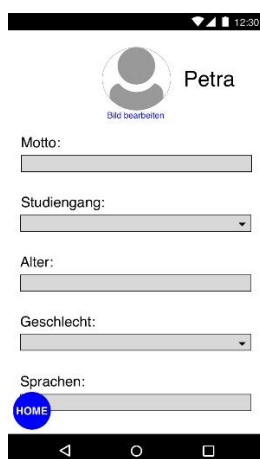 12:30
Petra
Bild bearbeiten
Motto:
Studiengang:
Alter:
Geschlecht:
Sprachen:
HOME